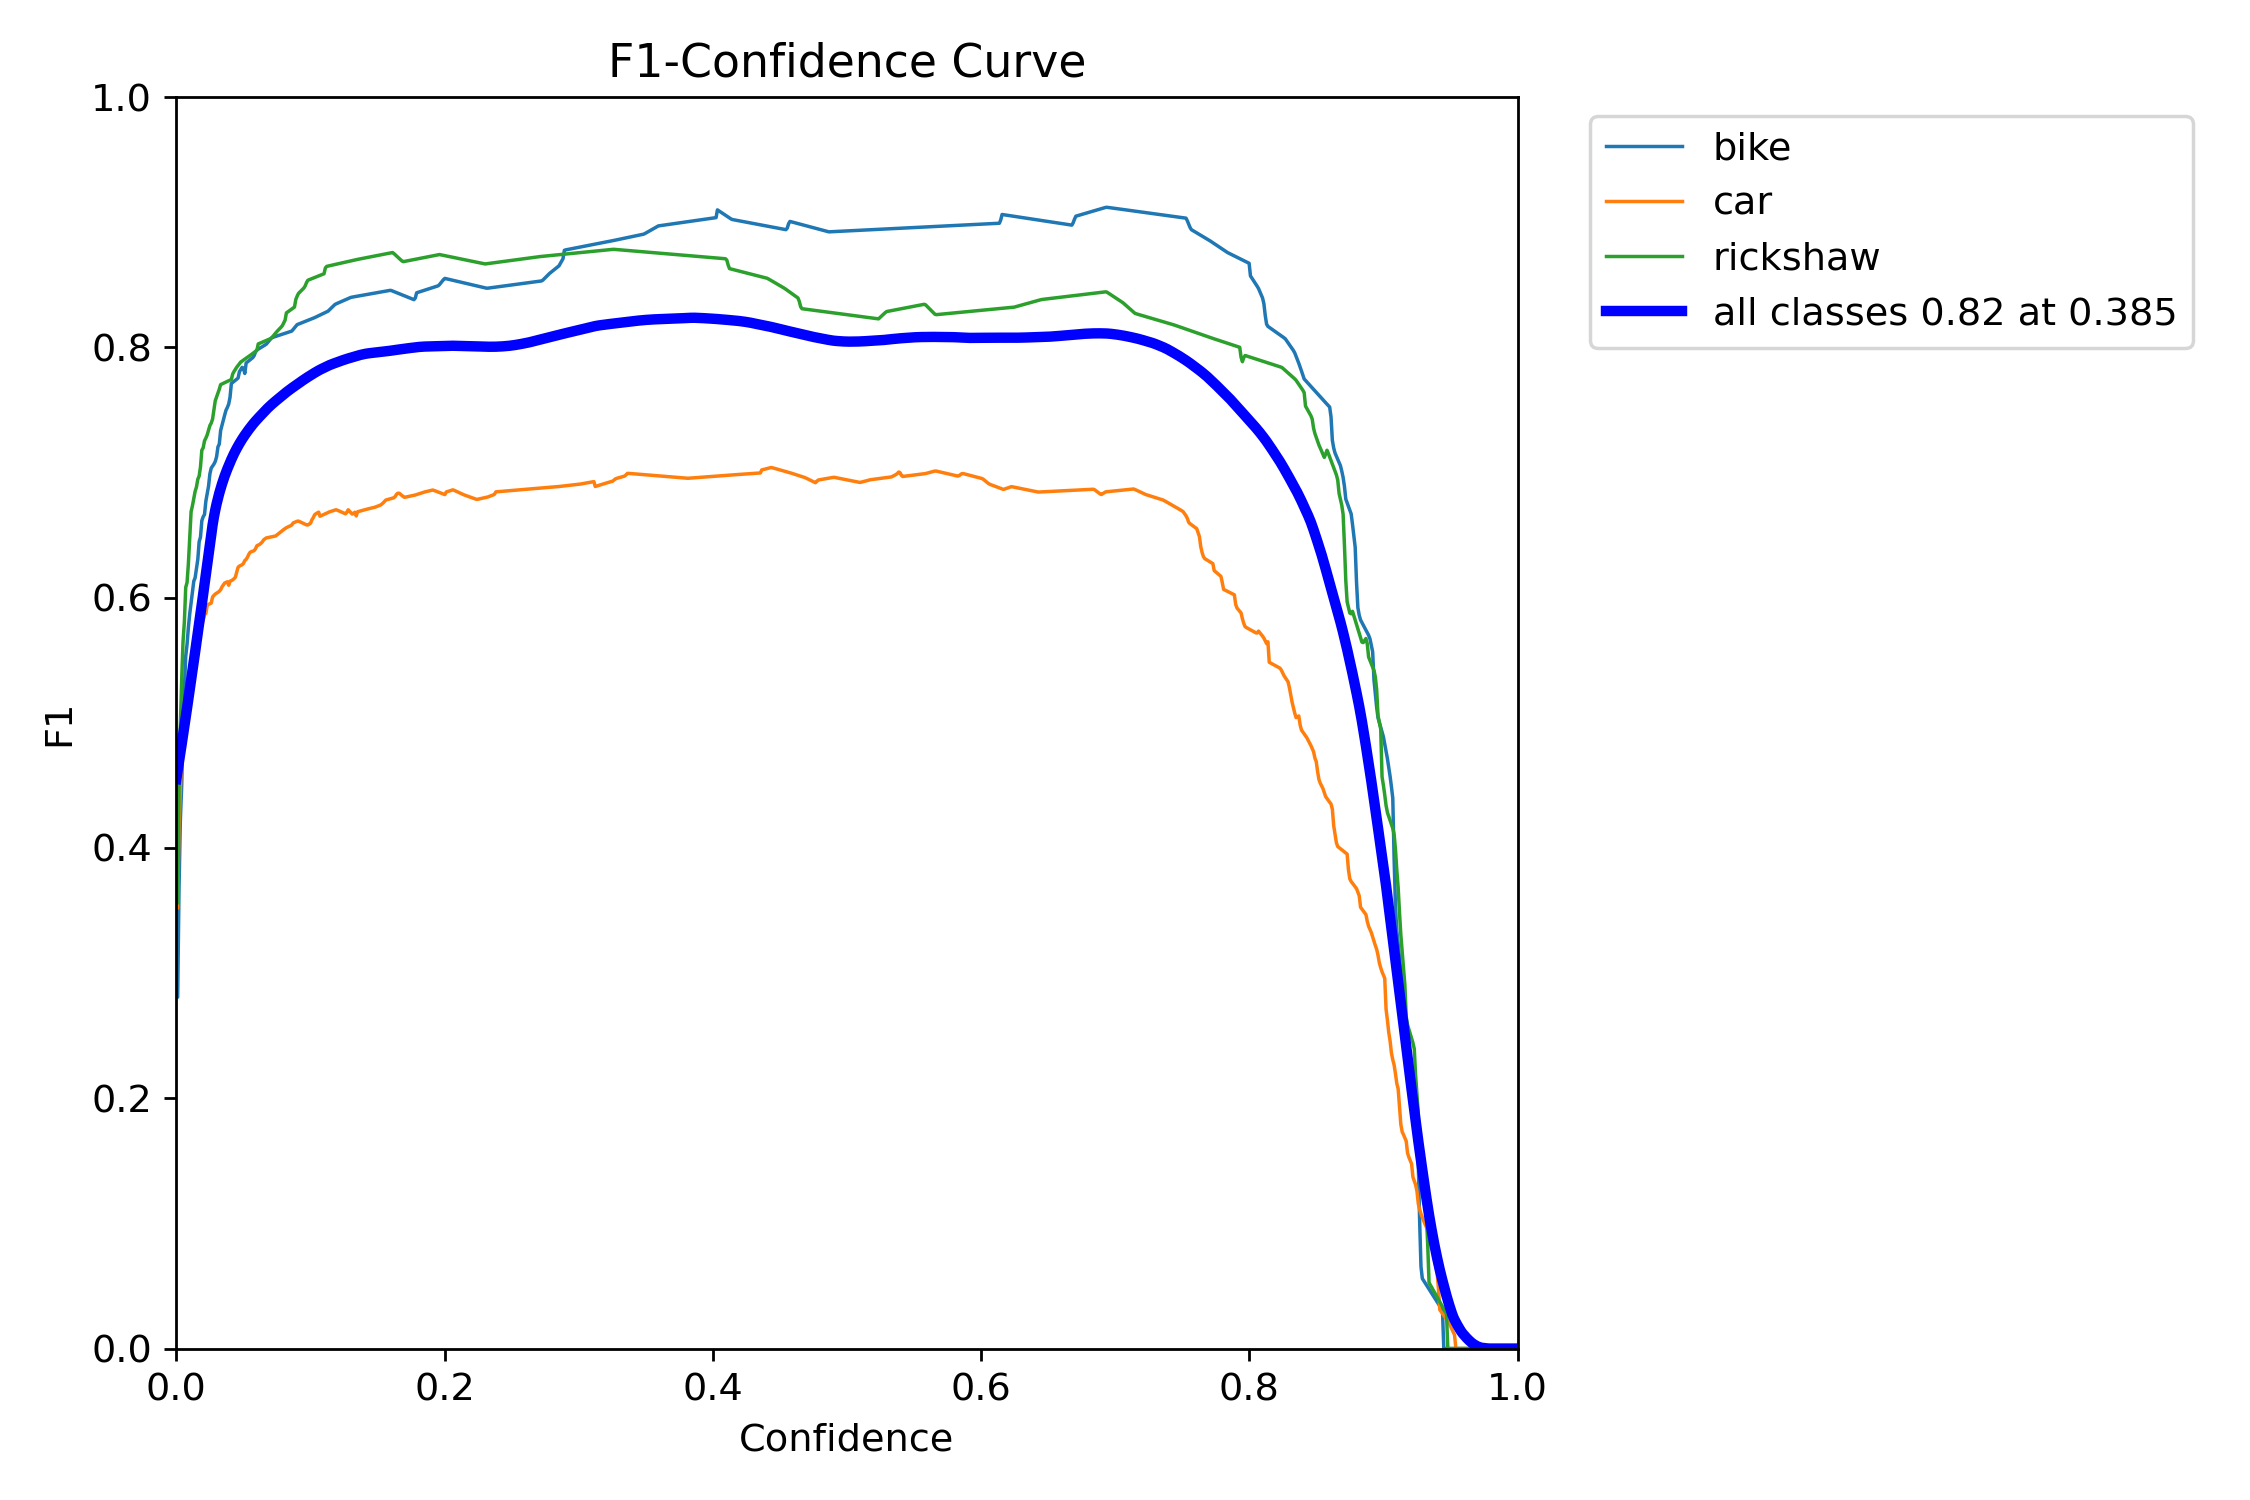 F1-Confidence Curve
1.0
0.8
0.6
0.4
0.2
0.0
F1
0.0 0.2 0.4 0.6 0.8 1.0
Confidence
bike
car
rickshaw
all classes 0.82 at 0.385